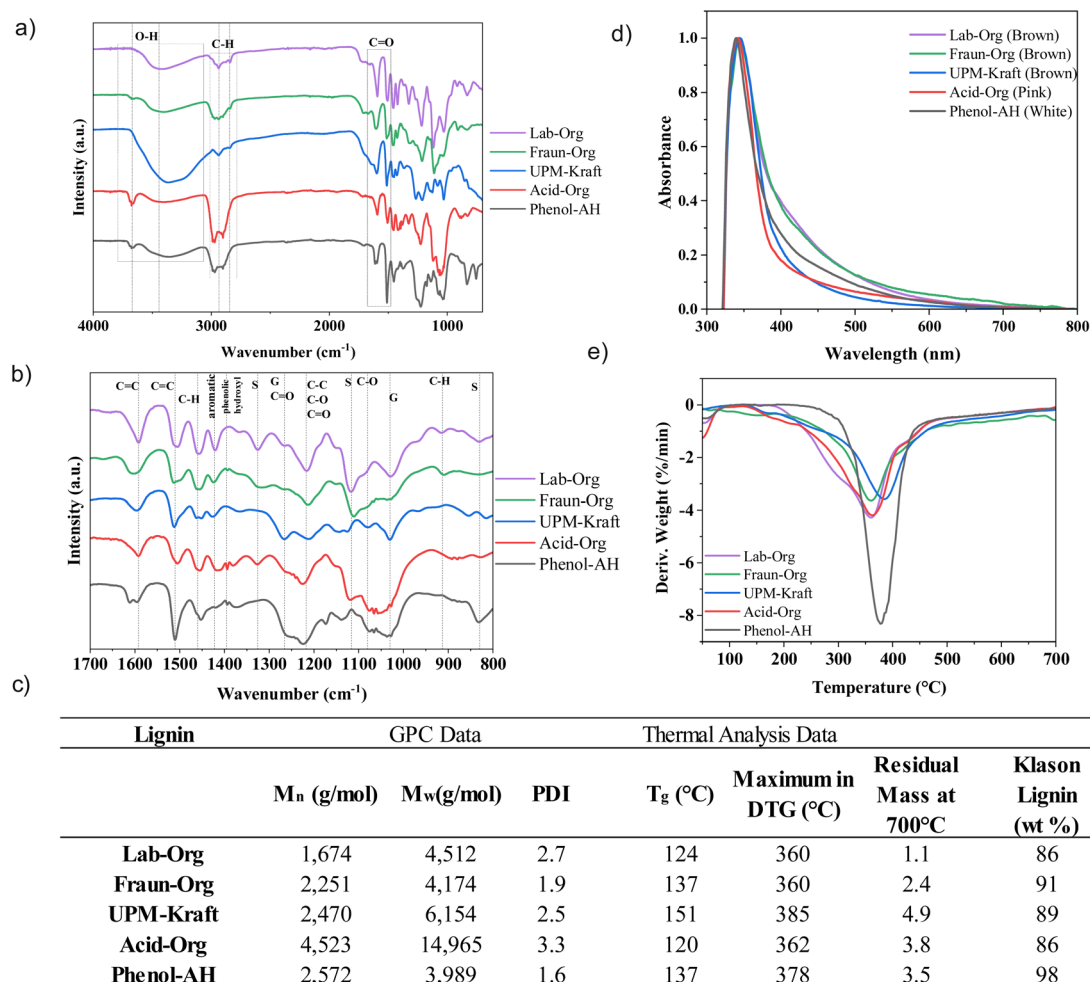 a)
O-H
C-H
C=O
Intensity (a.u.)
Lab-Org
Fraun-Org
UPM-Kraft
Acid-Org
Phenol-AH
4000 3000 2000 1000
Wavenumber (cm-1)
b)
C=C C=C C-H aromatic phenolic hydroxyl S G C=O C-C C-O C=O S C-O G C-H S
Intensity (a.u.)
Lab-Org
Fraun-Org
UPM-Kraft
Acid-Org
Phenol-AH
1700 1600 1500 1400 1300 1200 1100 1000 900 800
Wavenumber (cm-1)
d)
1.0
0.8
0.6
0.4
0.2
0.0
Absorbance
Lab-Org (Brown)
Fraun-Org (Brown)
UPM-Kraft (Brown)
Acid-Org (Pink)
Phenol-AH (White)
300 400 500 600 700 800
Wavelength (nm)
e)
0
-2
-4
-6
-8
Deriv. Weight (%/min)
Lab-Org
Fraun-Org
UPM-Kraft
Acid-Org
Phenol-AH
100 200 300 400 500 600 700
Temperature (°C)
c)
Lignin GPC Data Thermal Analysis Data
Mn (g/mol) Mw(g/mol) PDI Tg (°C) Maximum in DTG (°C) Residual Mass at 700°C Klason Lignin (wt %)
Lab-Org 1,674 4,512 2.7 124 360 1.1 86
Fraun-Org 2,251 4,174 1.9 137 360 2.4 91
UPM-Kraft 2,470 6,154 2.5 151 385 4.9 89
Acid-Org 4,523 14,965 3.3 120 362 3.8 86
Phenol-AH 2,572 3,989 1.6 137 378 3.5 98